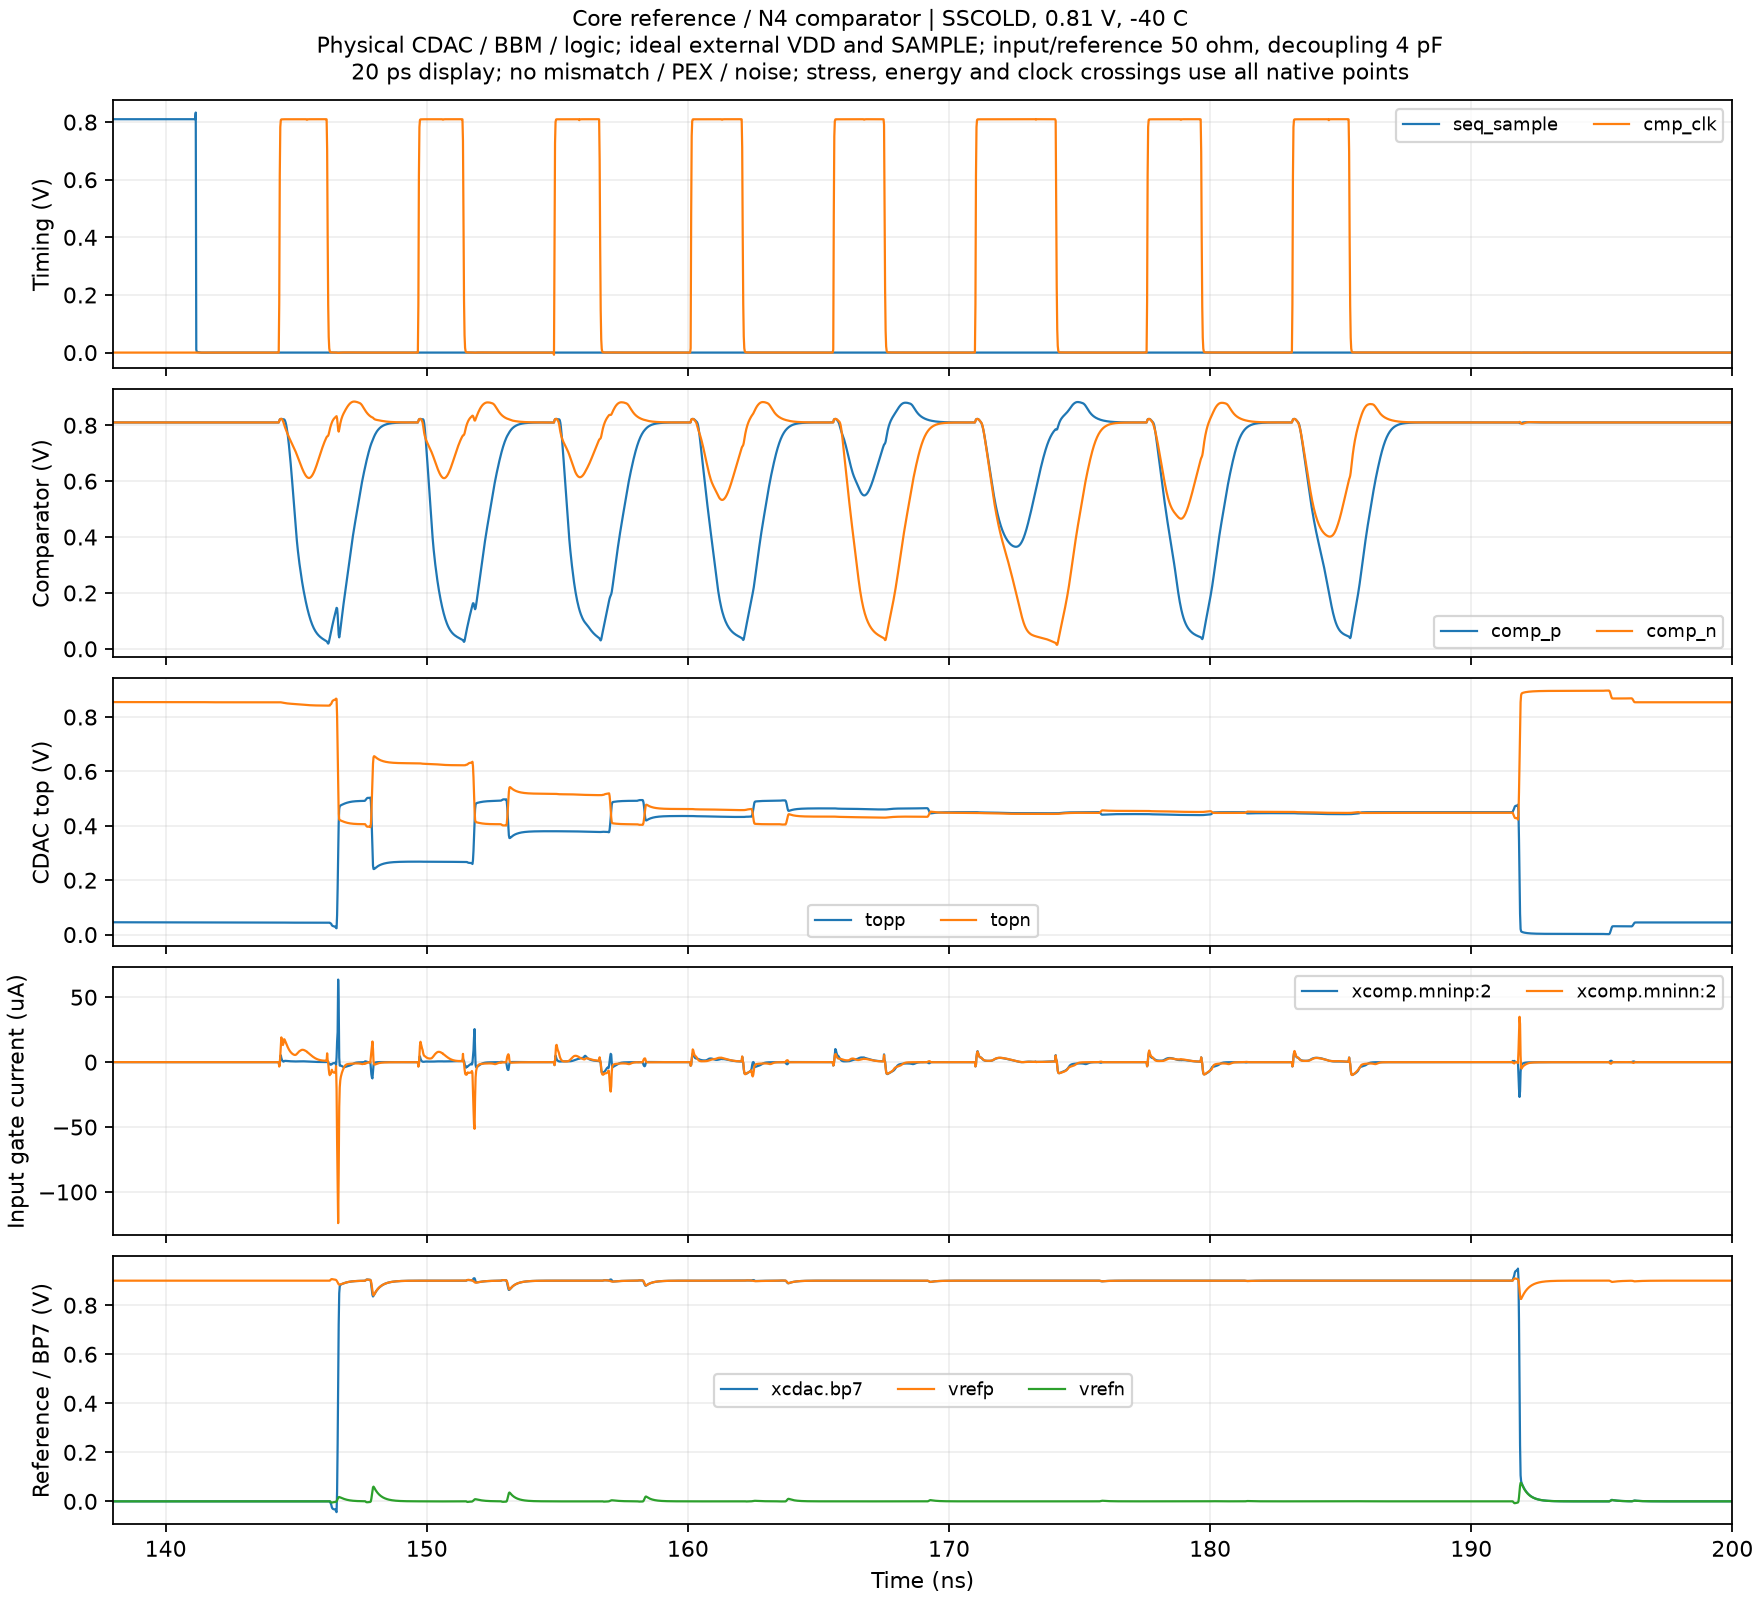 Core reference / N4 comparator | SSCOLD, 0.81 V, -40 C
Physical CDAC / BBM / logic; ideal external VDD and SAMPLE; input/reference 50 ohm, decoupling 4 pF
20 ps display; no mismatch / PEX / noise; stress, energy and clock crossings use all native points
Timing (V)
0.8
0.6
0.4
0.2
0.0
seq_sample
cmp_clk
Comparator (V)
0.8
0.6
0.4
0.2
0.0
comp_p
comp_n
CDAC top (V)
0.8
0.6
0.4
0.2
0.0
topp
topn
Input gate current (uA)
50
0
−50
−100
xcomp.mninp:2
xcomp.mninn:2
Reference / BP7 (V)
0.8
0.6
0.4
0.2
0.0
xcdac.bp7
vrefp
vrefn
140
150
160
170
180
190
200
Time (ns)